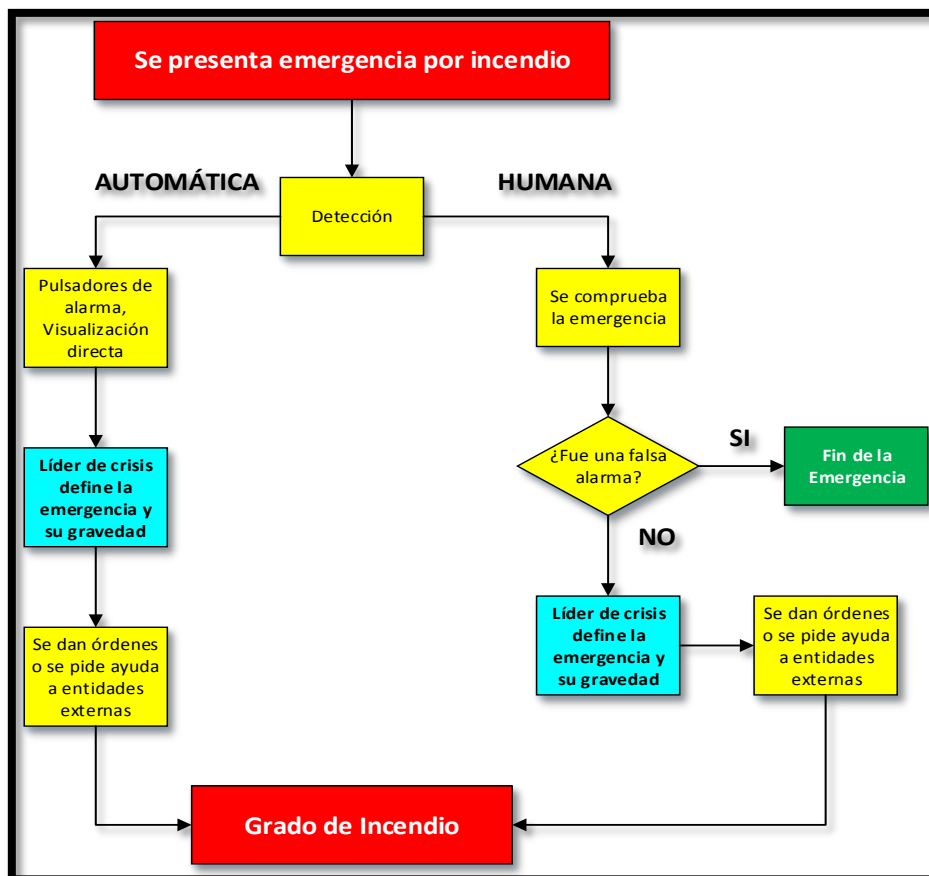 Se presenta emergencia por incendio
AUTOMÁTICA
HUMANA
Detección
Pulsadores de
alarma,
Visualización
directa
Se comprueba
la emergencia
¿Fue una falsa
alarma?
SI
Fin de la
Emergencia
NO
Líder de crisis
define la
emergencia y
su gravedad
Líder de crisis
define la
emergencia y
su gravedad
Se dan órdenes
o se pide ayuda
a entidades
externas
Se dan órdenes
o se pide ayuda
a entidades
externas
Grado de Incendio